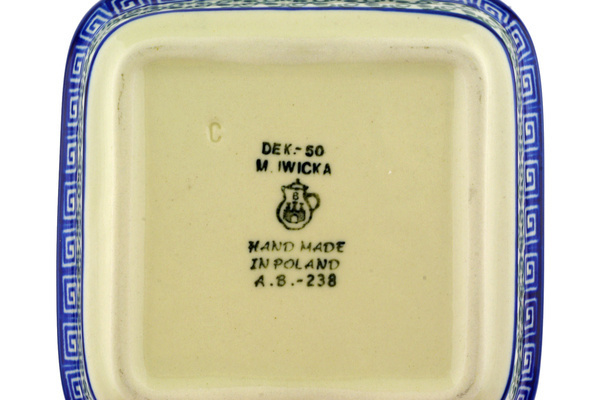 C
DEK.-50
M. IWICKA
B
HAND MADE
IN POLAND
A.B.-238